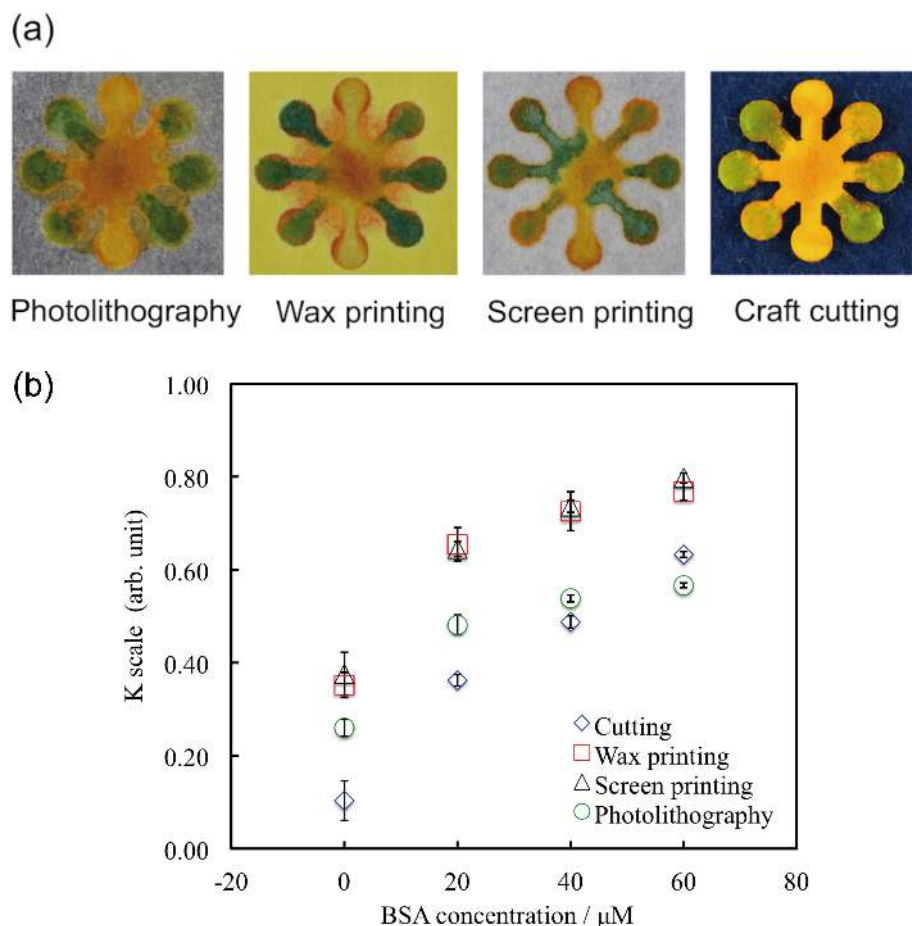 (a)
Photolithography Wax printing Screen printing Craft cutting
(b)
1.00
0.80
0.60
0.40
0.20
0.00
K scale (arb. unit)
Cutting
Wax printing
Screen printing
Photolithography
-20 0 20 40 60 80
BSA concentration / µM